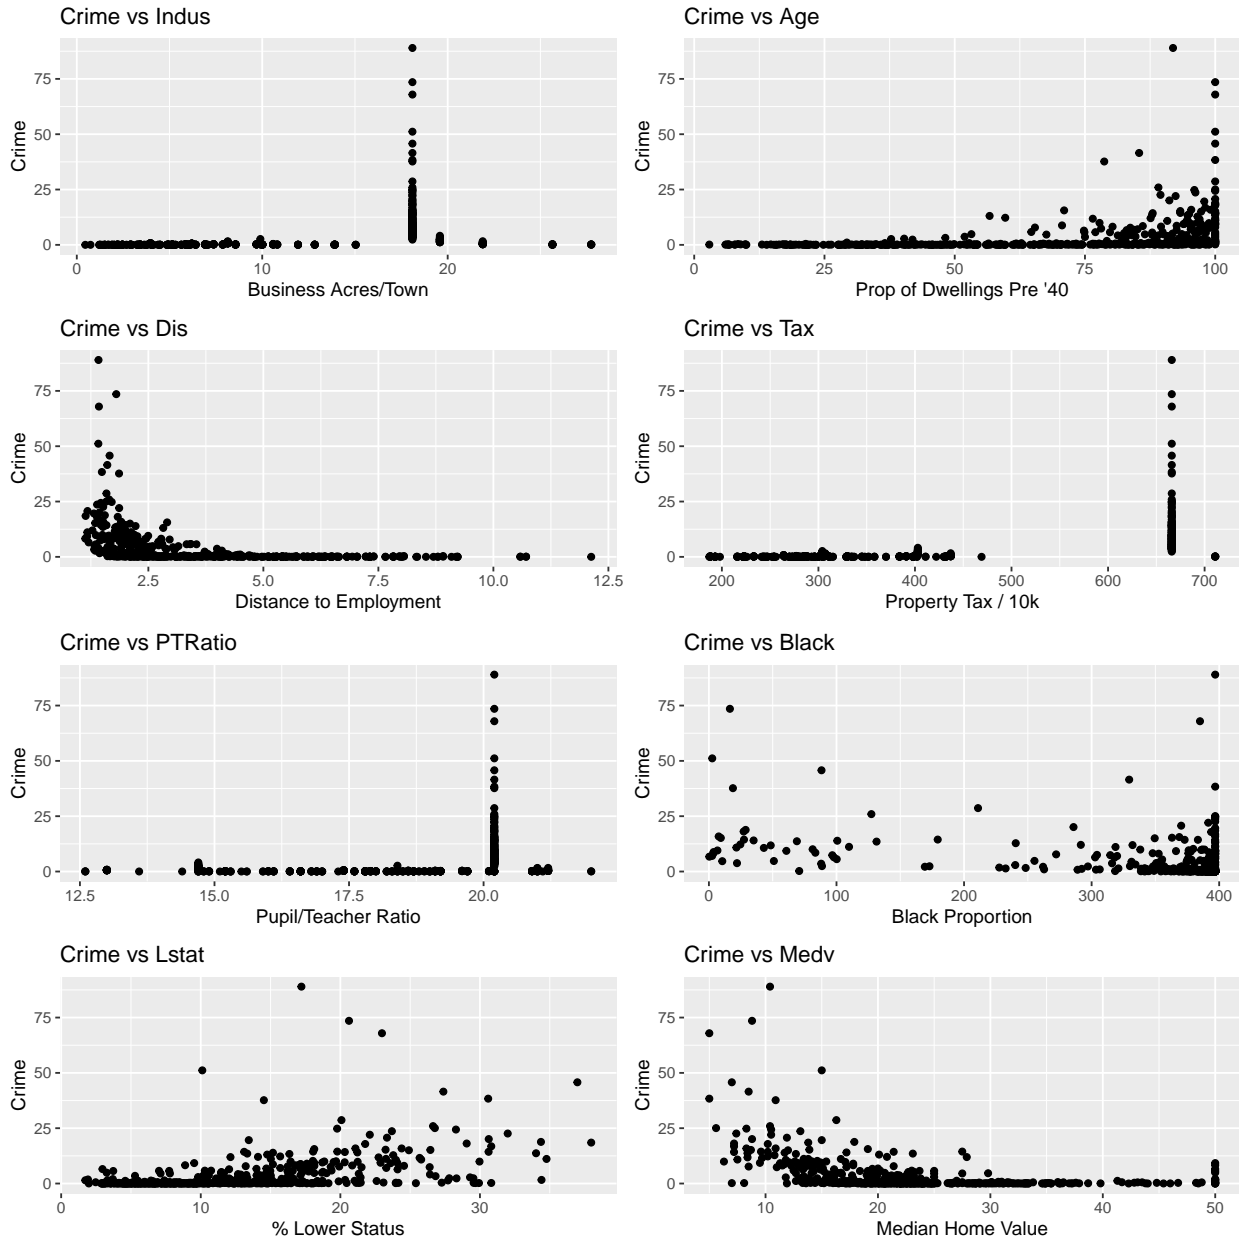 Crime vs Indus
Crime
75
50
25
0
0 10 20
Business Acres/Town
Crime vs Age
Crime
75
50
25
0
0 25 50 75 100
Prop of Dwellings Pre '40
Crime vs Dis
Crime
75
50
25
0
2.5 5.0 7.5 10.0 12.5
Distance to Employment
Crime vs Tax
Crime
75
50
25
0
200 300 400 500 600 700
Property Tax / 10k
Crime vs PTRatio
Crime
75
50
25
0
12.5 15.0 17.5 20.0
Pupil/Teacher Ratio
Crime vs Black
Crime
75
50
25
0
0 100 200 300 400
Black Proportion
Crime vs Lstat
Crime
75
50
25
0
0 10 20 30
% Lower Status
Crime vs Medv
Crime
75
50
25
0
10 20 30 40 50
Median Home Value